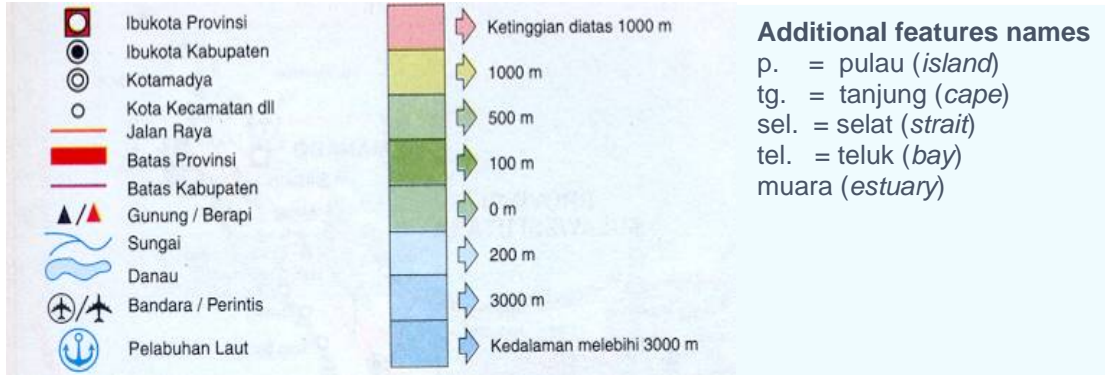 Ibukota Provinsi
Ibukota Kabupaten
Kotamadya
Kota Kecamatan dll
Jalan Raya
Batas Provinsi
Batas Kabupaten
Gunung / Berapi
Sungai
Danau
Bandara / Perintis
Pelabuhan Laut
Ketinggian diatas 1000 m
1000 m
500 m
100 m
0 m
200 m
3000 m
Kedalaman melebihi 3000 m
Additional features names
p. = pulau (island)
tg. = tanjung (cape)
sel. = selat (strait)
tel. = teluk (bay)
muara (estuary)